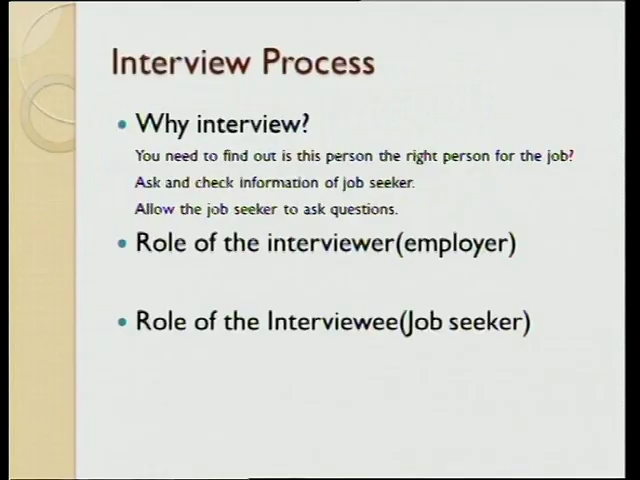 Interview Process
Why interview?
You need to find out is this person the right person for the job?
Ask and check information of job seeker.
Allow the job seeker to ask questions.
Role of the interviewer(employer)
Role of the Interviewee(Job seeker)